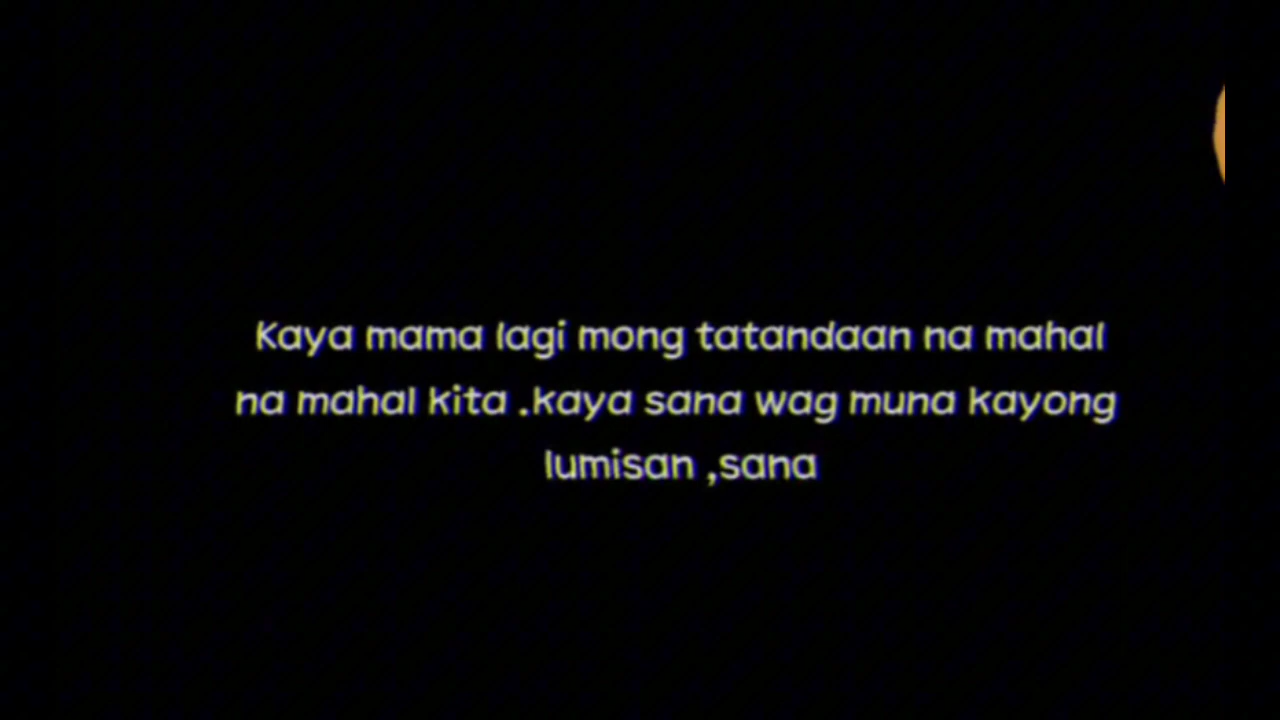 Kaya mama lagi mong tatandaan na mahal
na mahal kita .kaya sana wag muna kayong
lumisan ,sana